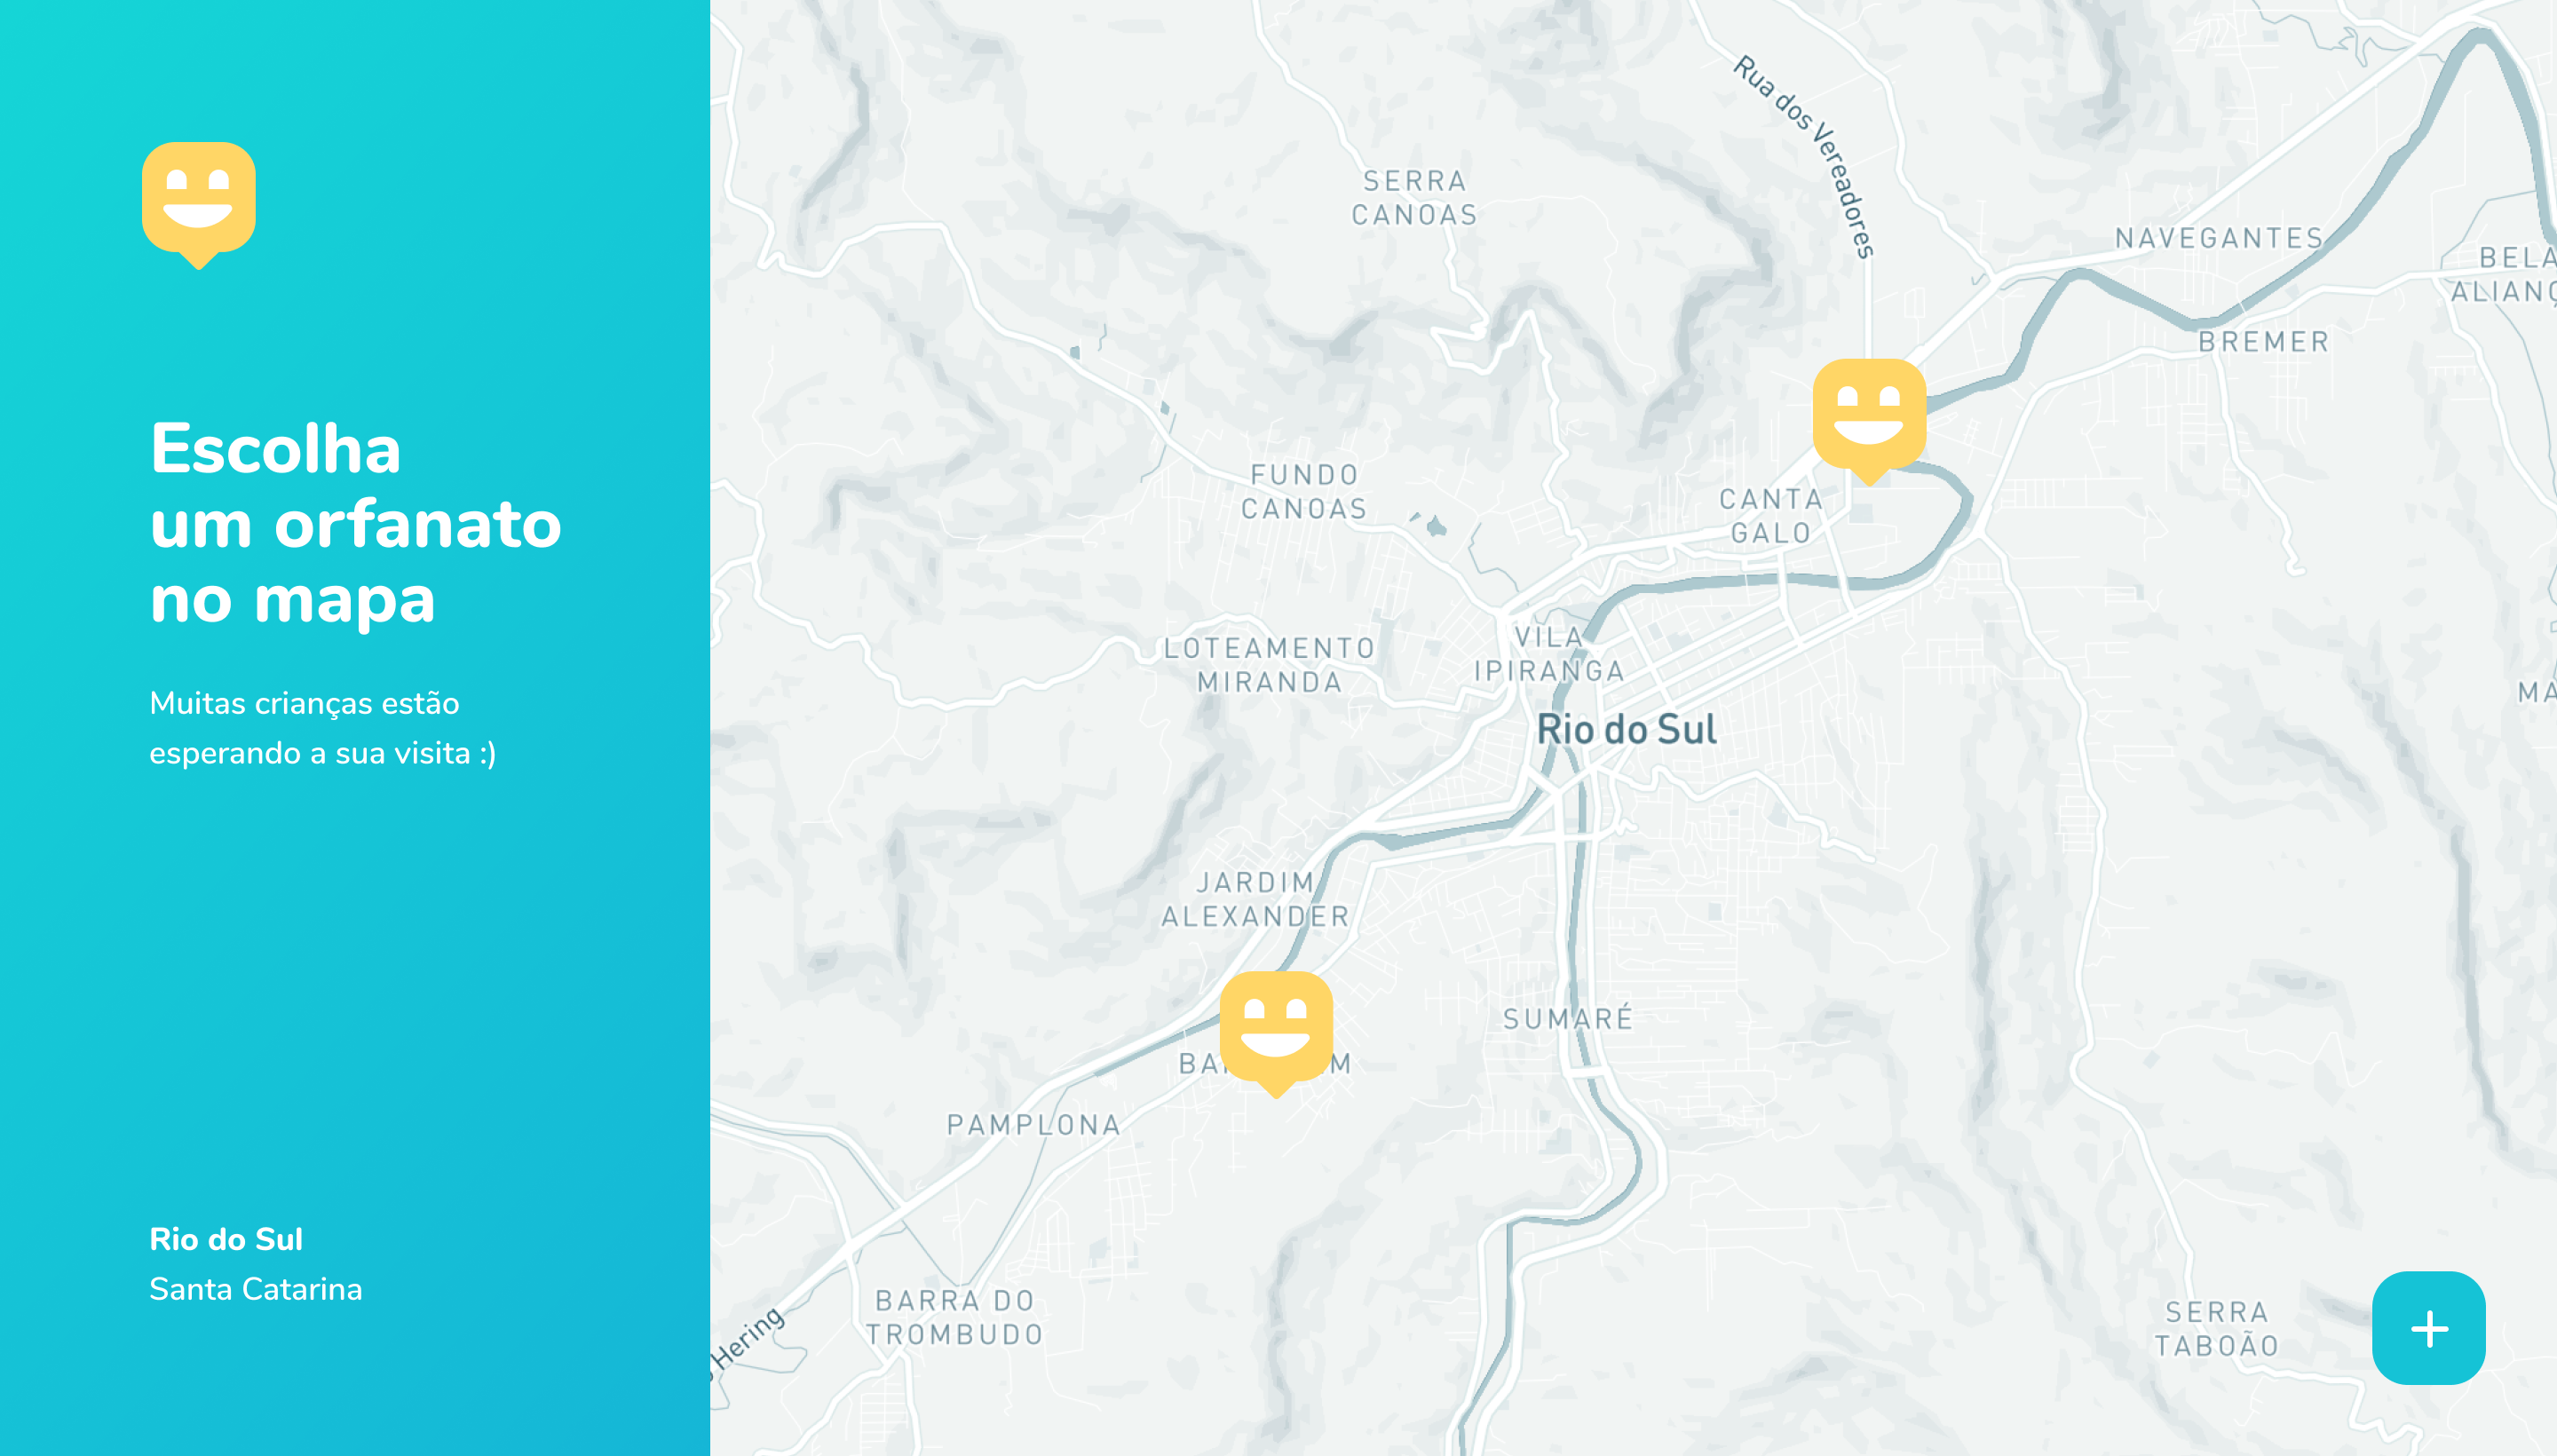 Escolha
um orfanato
no mapa
Muitas crianças estão
esperando a sua visita :)
Rio do Sul
Santa Catarina
Rua dos Vereadores
SERRA
CANOAS
NAVEGANTES
BELA
BREMER
FUNDO
CANOAS
CANTA
GALO
LOTEAMENTO
MIRANDA
VILA
IPIRANGA
Rio do Sul
JARDIM
ALEXANDER
SUMARÉ
PAMPLONA
BARRA DO
TROMBUDO
Hering
SERRA
TABOÃO